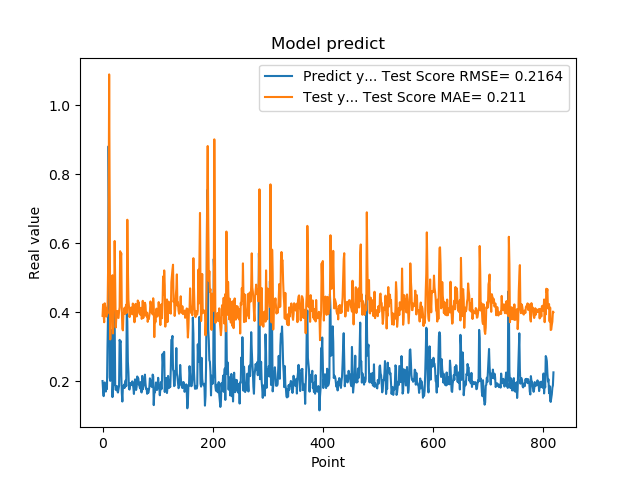 Model predict
Predict y... Test Score RMSE= 0.2164
Test y... Test Score MAE= 0.211
Real value
1.0
0.8
0.6
0.4
0.2
0 200 400 600 800
Point